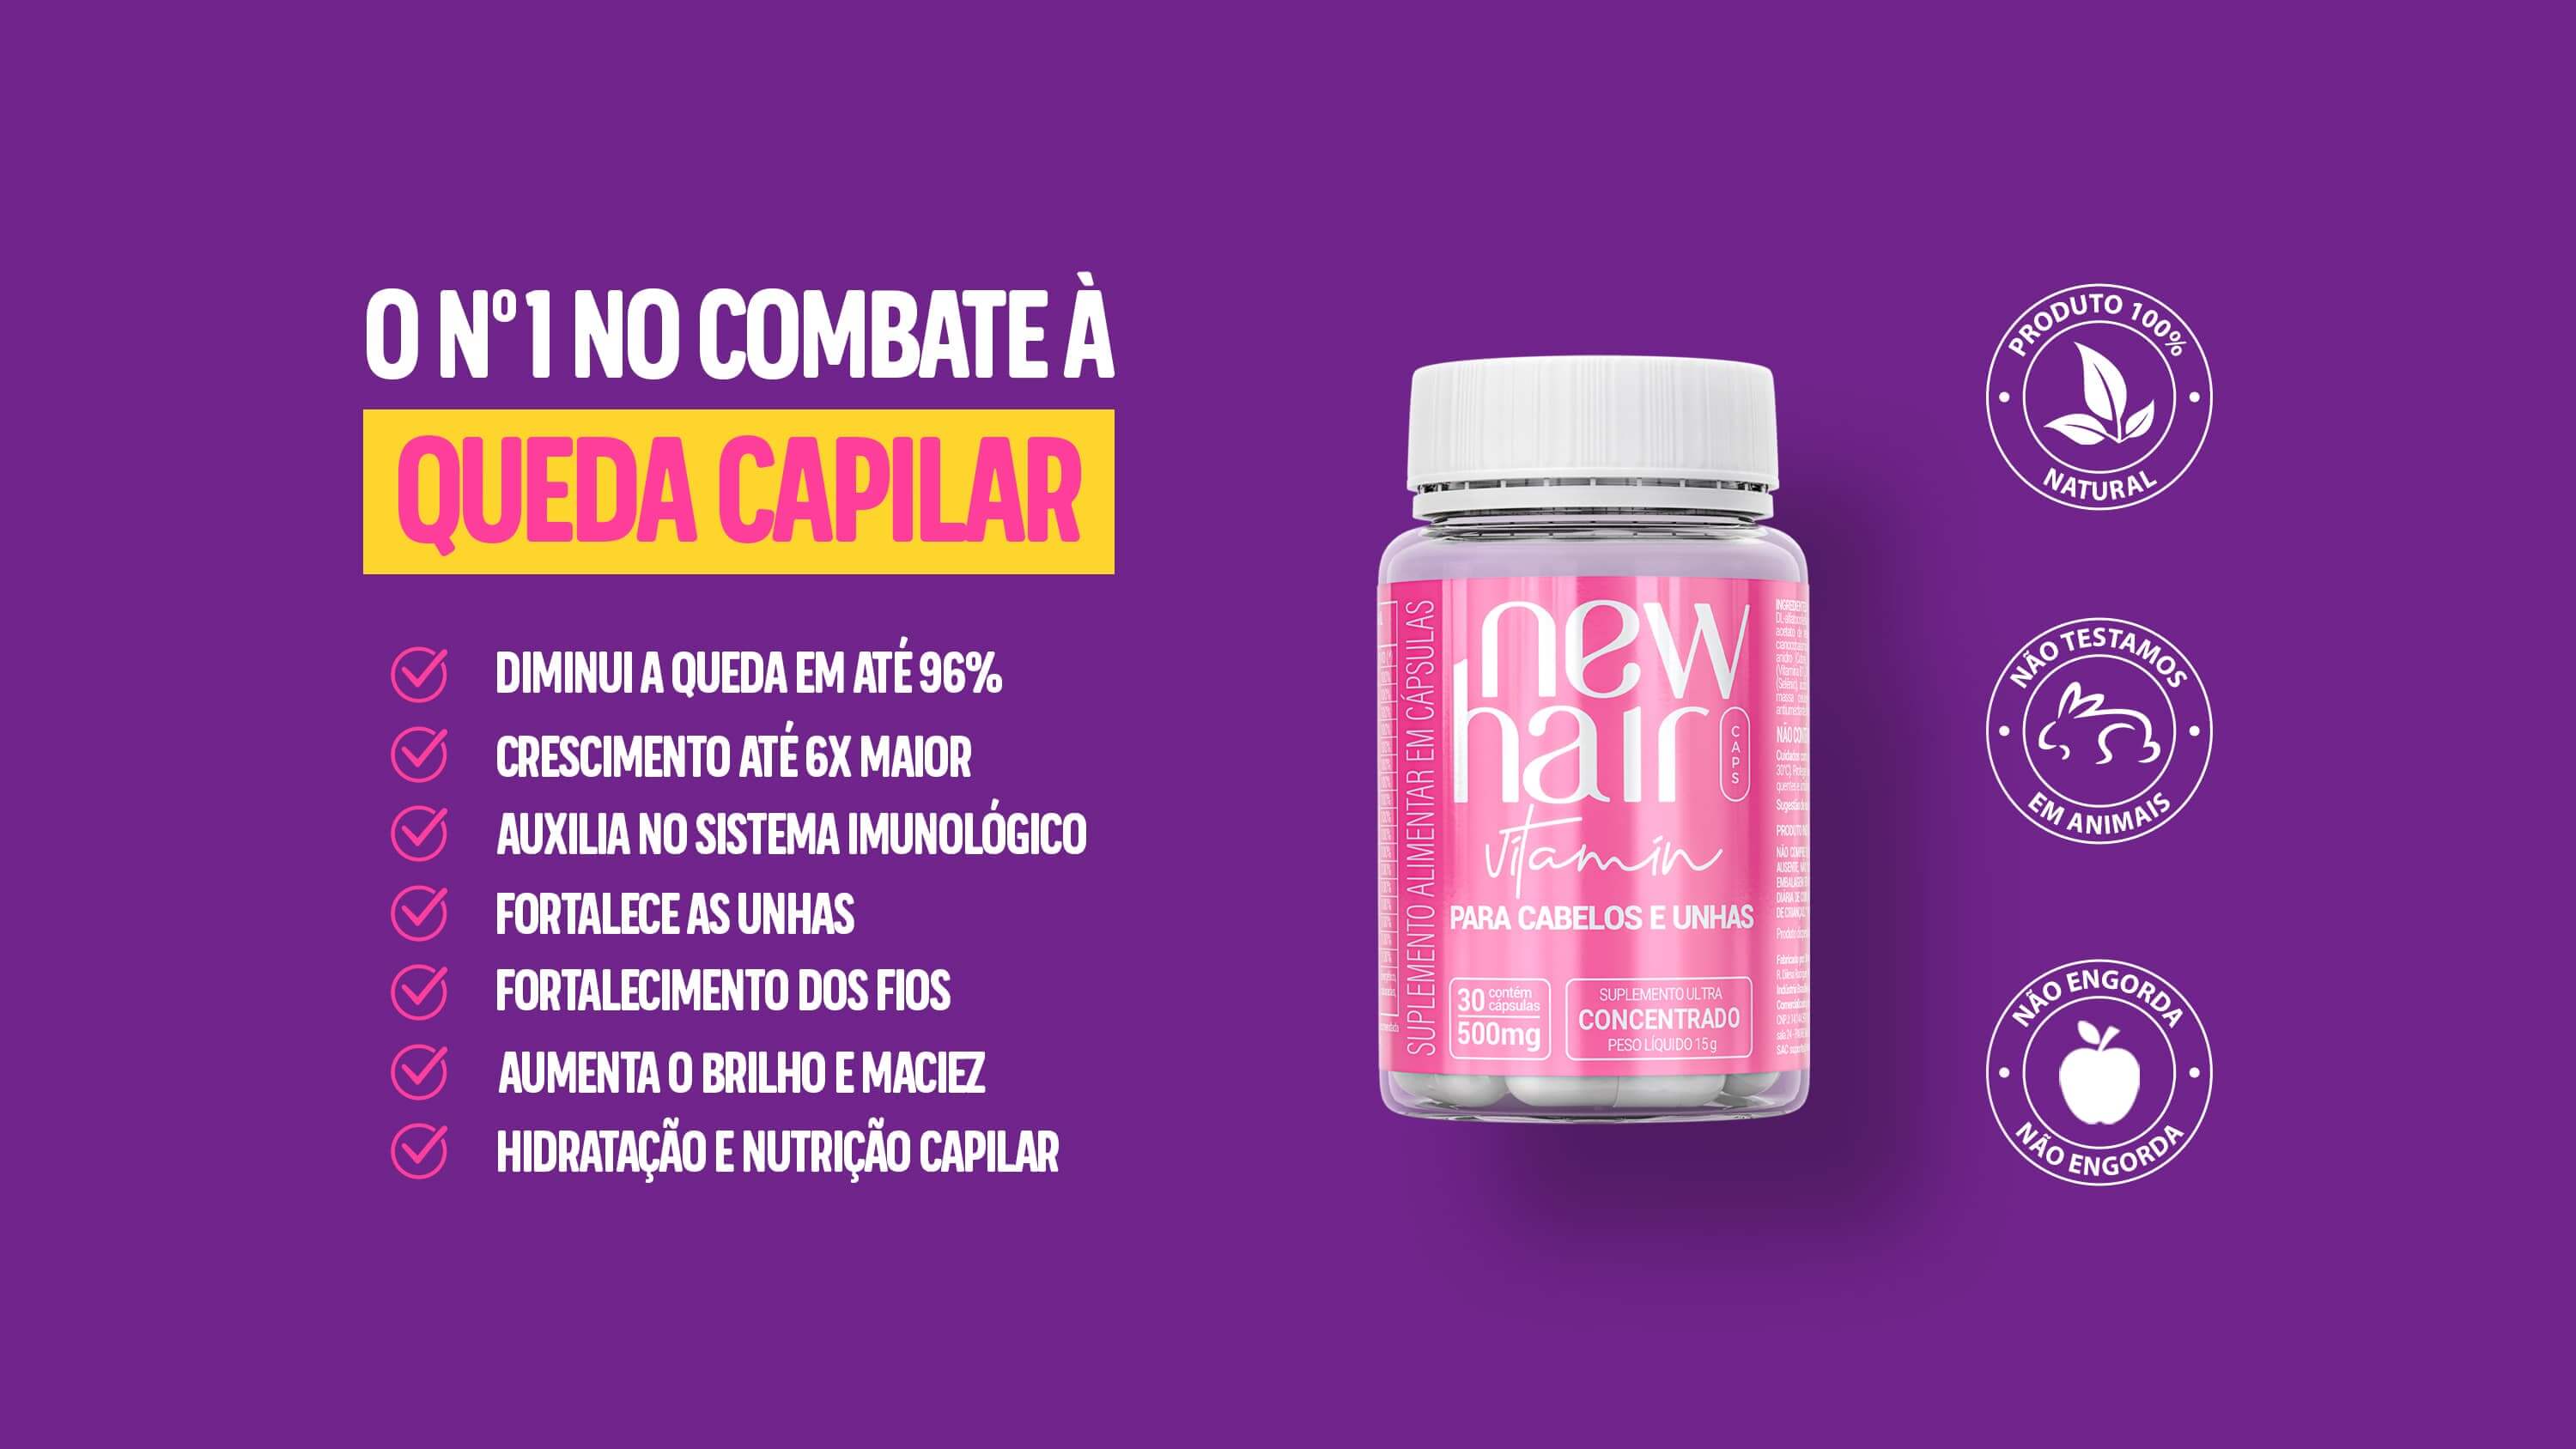 O Nº1 NO COMBATE À
QUEDA CAPILAR
DIMINUI A QUEDA EM ATÉ 96%
CRESCIMENTO ATÉ 6X MAIOR
AUXILIA NO SISTEMA IMUNOLÓGICO
FORTALECE AS UNHAS
FORTALECIMENTO DOS FIOS
AUMENTA O BRILHO E MACIEZ
HIDRATAÇÃO E NUTRIÇÃO CAPILAR
SUPLEMENTO ALIMENTAR EM CÁPSULAS
new
hair
CAPS
vitamin
PARA CABELOS E UNHAS
30 contém cápsulas
500mg
SUPLEMENTO ULTRA
CONCENTRADO
PESO LÍQUIDO 15 g
PRODUTO 100%
NATURAL
NÃO TESTAMOS
EM ANIMAIS
NÃO ENGORDA
NÃO ENGORDA